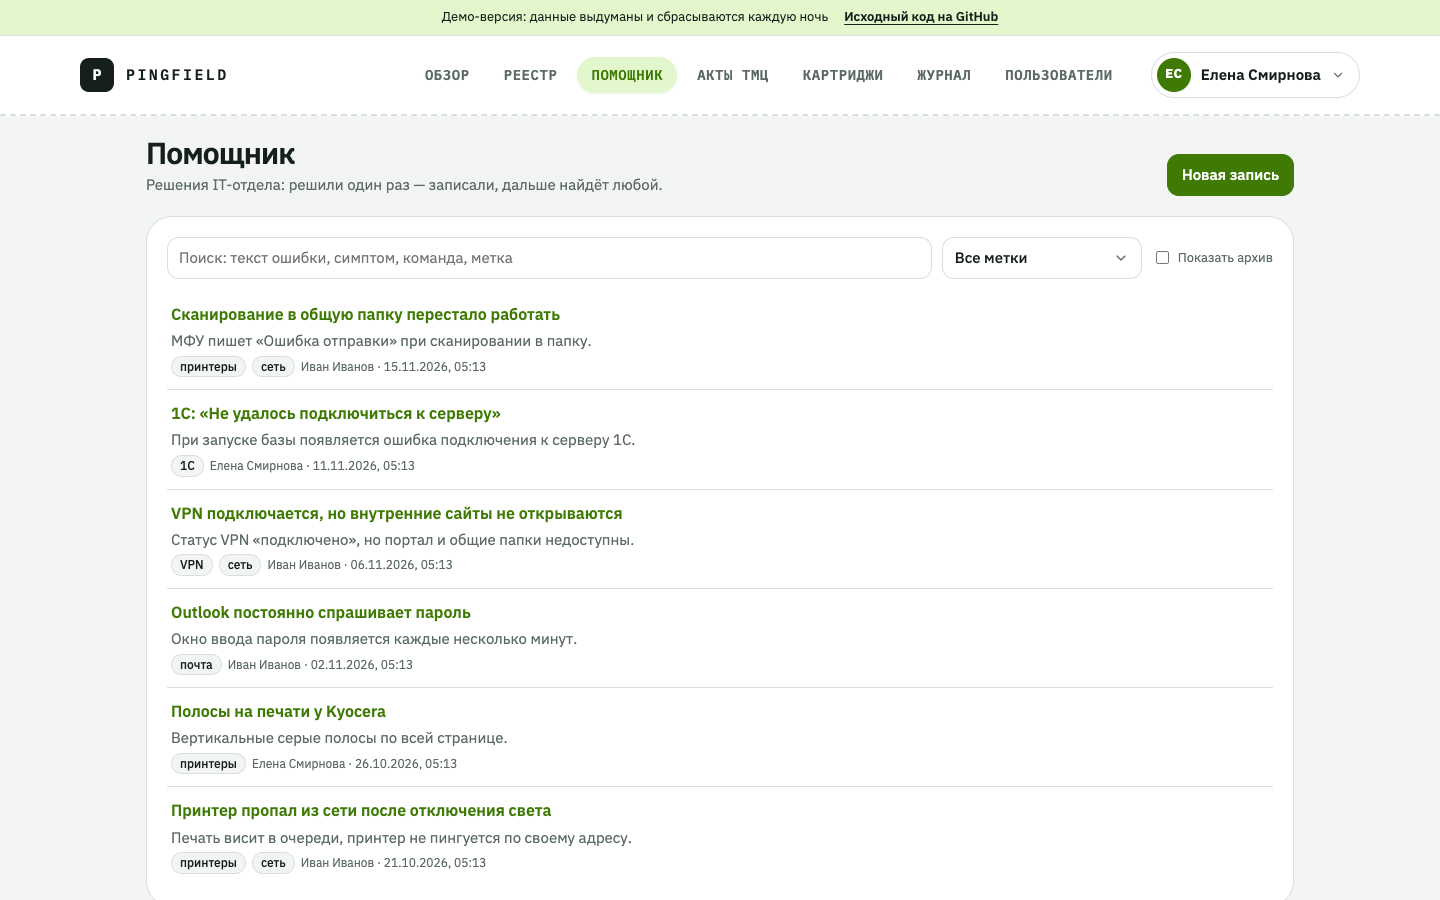 Демо-версия: данные выдуманы и сбрасываются каждую ночь Исходный код на GitHub
P PINGFIELD ОБЗОР РЕЕСТР ПОМОЩНИК АКТЫ ТМЦ КАРТРИДЖИ ЖУРНАЛ ПОЛЬЗОВАТЕЛИ ЕС Елена Смирнова
Помощник
Решения IT-отдела: решили один раз — записали, дальше найдёт любой.
Новая запись
Поиск: текст ошибки, симптом, команда, метка Все метки Показать архив
Сканирование в общую папку перестало работать
МФУ пишет «Ошибка отправки» при сканировании в папку.
принтеры сеть Иван Иванов · 15.11.2026, 05:13
1С: «Не удалось подключиться к серверу»
При запуске базы появляется ошибка подключения к серверу 1С.
1С Елена Смирнова · 11.11.2026, 05:13
VPN подключается, но внутренние сайты не открываются
Статус VPN «подключено», но портал и общие папки недоступны.
VPN сеть Иван Иванов · 06.11.2026, 05:13
Outlook постоянно спрашивает пароль
Окно ввода пароля появляется каждые несколько минут.
почта Иван Иванов · 02.11.2026, 05:13
Полосы на печати у Kyocera
Вертикальные серые полосы по всей странице.
принтеры Елена Смирнова · 26.10.2026, 05:13
Принтер пропал из сети после отключения света
Печать висит в очереди, принтер не пингуется по своему адресу.
принтеры сеть Иван Иванов · 21.10.2026, 05:13